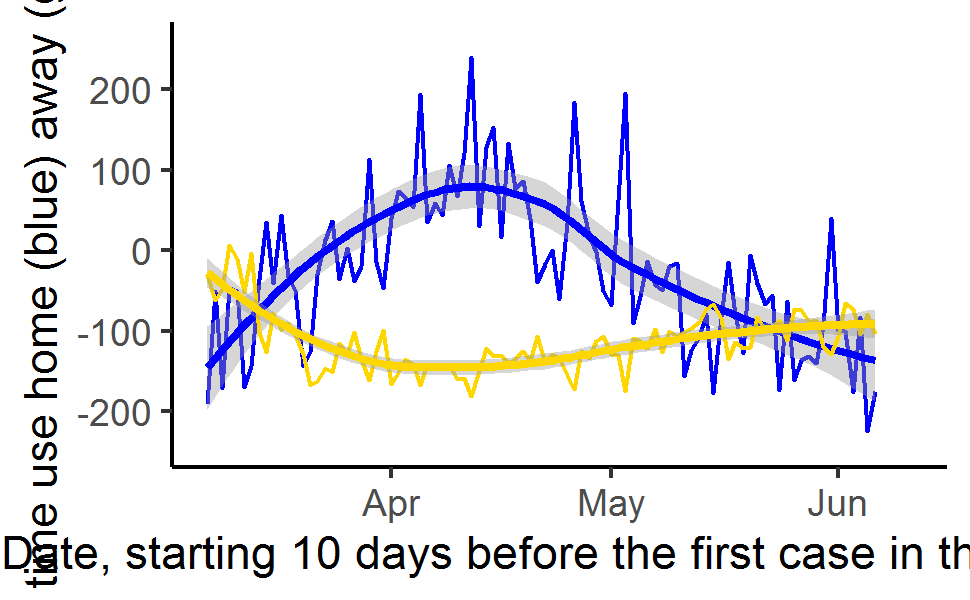 time use home (blue) away (g
200
100
0
-100
-200
Apr May Jun
Date, starting 10 days before the first case in th